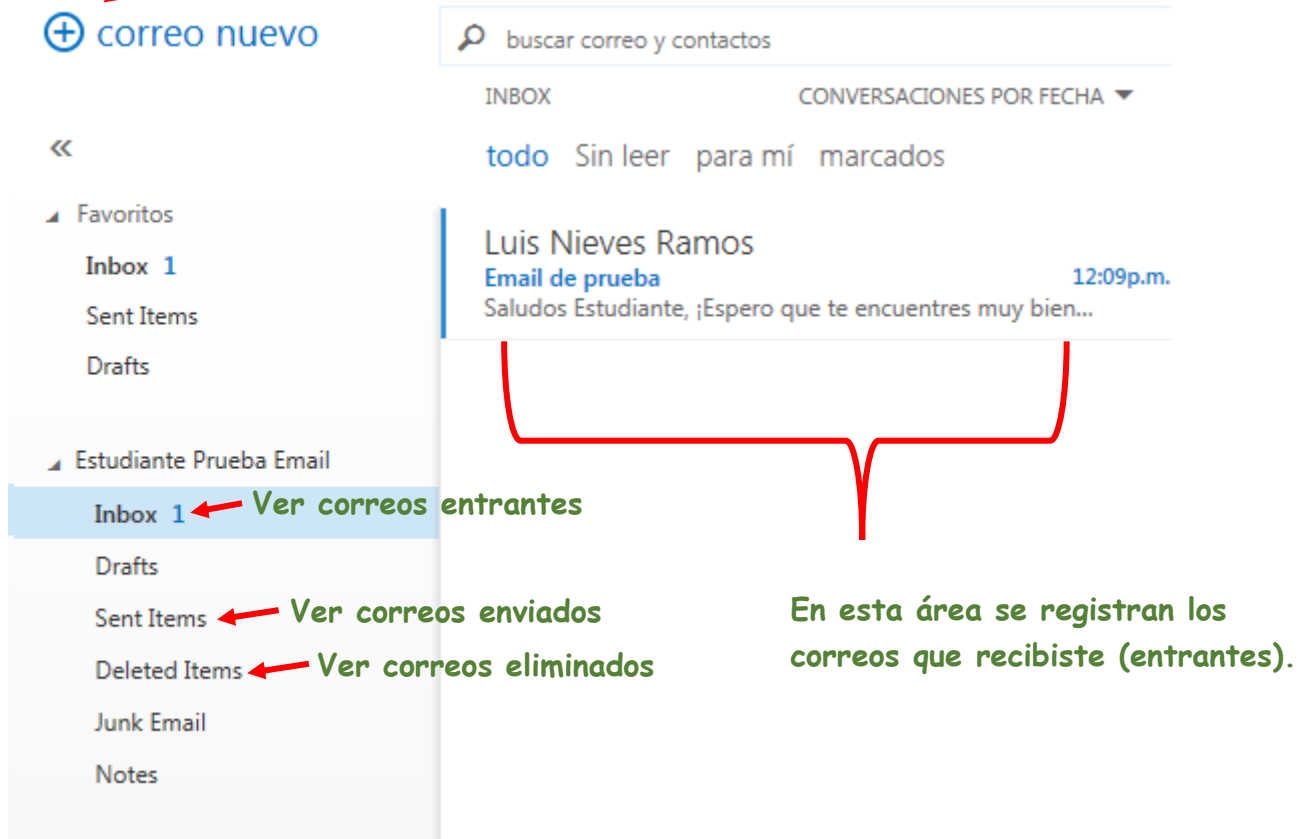 correo nuevo
buscar correo y contactos
INBOX CONVERSACIONES POR FECHA
todo Sin leer para mí marcados
Favoritos
Inbox 1
Sent Items
Drafts
Luis Nieves Ramos
Email de prueba 12:09p.m.
Saludos Estudiante, ¡Espero que te encuentres muy bien...
Estudiante Prueba Email
Inbox 1 Ver correos entrantes
Drafts
Sent Items Ver correos enviados
Deleted Items Ver correos eliminados
Junk Email
Notes
En esta área se registran los
correos que recibiste (entrantes).